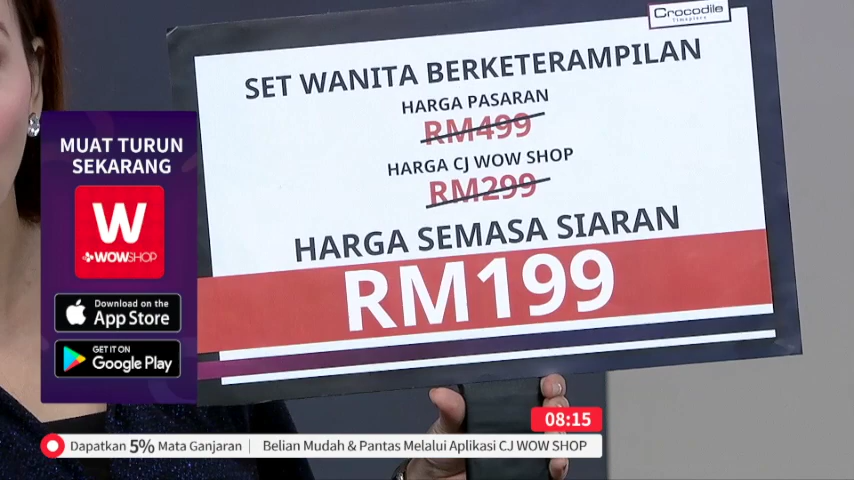 Crocodile
Timepiece
SET WANITA BERKETERAMPILAN
HARGA PASARAN
RM499
HARGA CJ WOW SHOP
RM299
HARGA SEMASA SIARAN
RM199
MUAT TURUN
SEKARANG
W
CJ WOWSHOP
Download on the
App Store
GET IT ON
Google Play
08:15
Dapatkan 5% Mata Ganjaran | Belian Mudah & Pantas Melalui Aplikasi CJ WOW SHOP